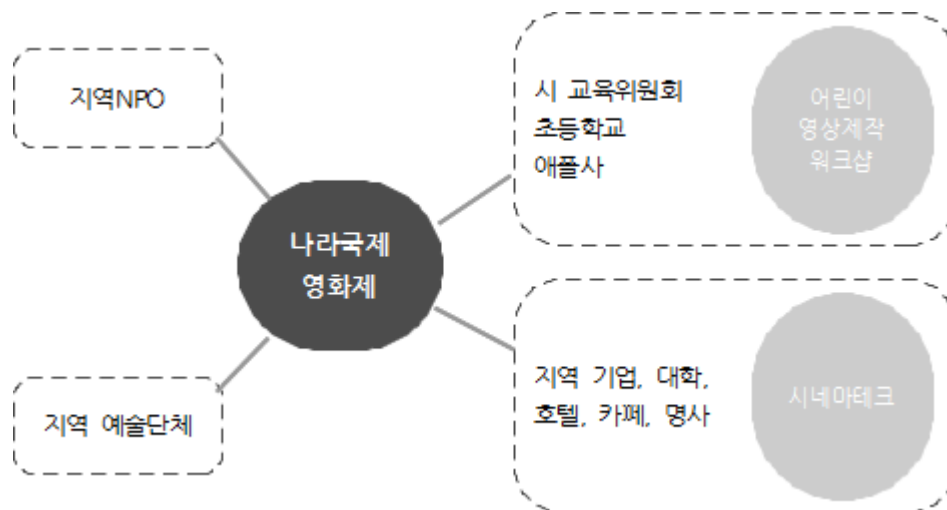 지역NPO
시 교육위원회
초등학교
애플사
어린이
영상제작
워크샵
나라국제
영화제
지역 예술단체
지역 기업, 대학,
호텔, 카페, 명사
시네마테크